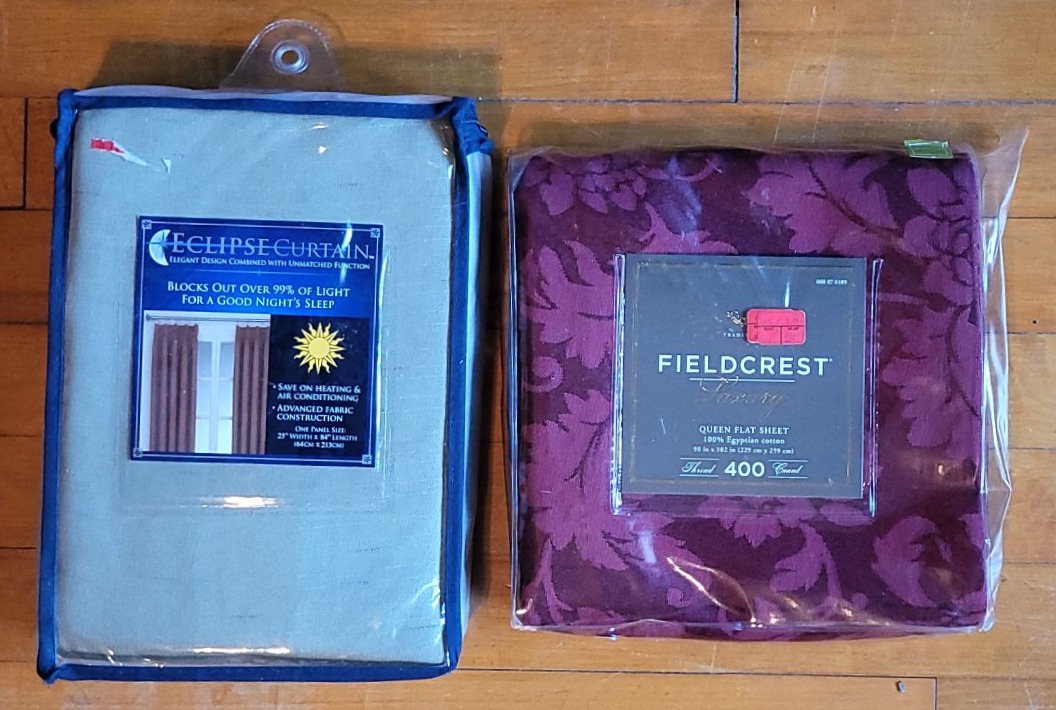 ECLIPSE CURTAIN™
ELEGANT DESIGN COMBINED WITH UNMATCHED FUNCTION
BLOCKS OUT OVER 99% OF LIGHT
FOR A GOOD NIGHT'S SLEEP
• SAVE ON HEATING &
AIR CONDITIONING
• ADVANCED FABRIC
CONSTRUCTION
ONE PANEL SIZE:
25" WIDTH X 84" LENGTH
(64CM X 213CM)
FIELDCREST
QUEEN FLAT SHEET
100% Egyptian cotton
90 in x 102 in (229 cm x 259 cm)
Thread 400 Count